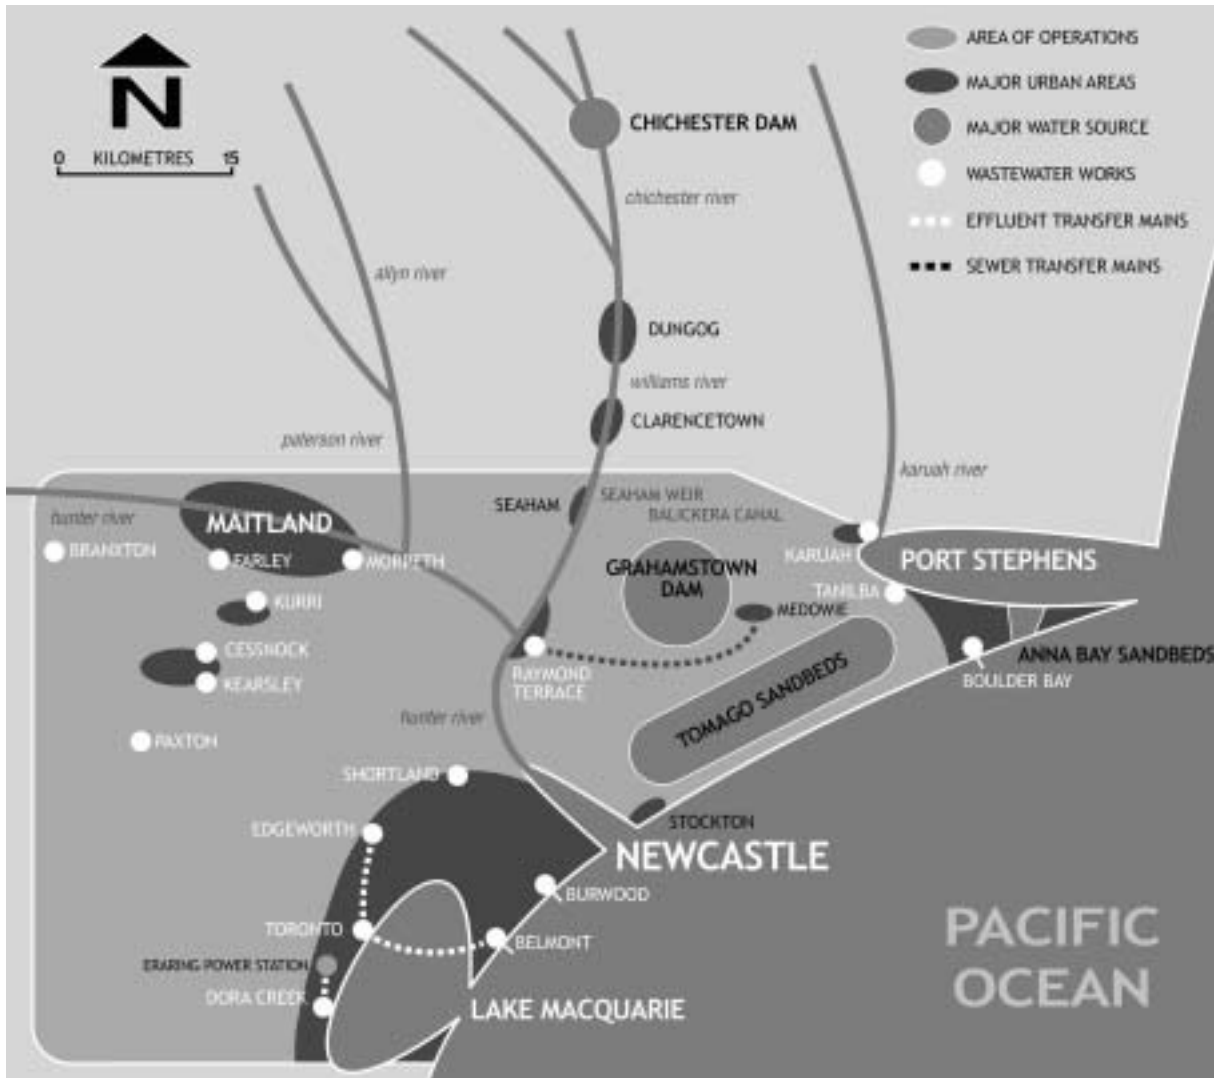 N
0 KILOMETRES 15
AREA OF OPERATIONS
MAJOR URBAN AREAS
MAJOR WATER SOURCE
WASTEWATER WORKS
EFFLUENT TRANSFER MAINS
SEWER TRANSFER MAINS
CHICHESTER DAM
chichester river
allyn river
DUNGOG
williams river
CLARENCETOWN
paterson river
karuah river
SEAHAM
SEAHAM WEIR
BALICKERA CANAL
hunter river
MAITLAND
BRANXTON
FARLEY
MORPETH
KARUAH
PORT STEPHENS
GRAHAMSTOWN
DAM
TANILBA
KURRI
MEDOWIE
CESSNOCK
KEARSLEY
RAYMOND
TERRACE
ANNA BAY SANDBEDS
BOULDER BAY
TOMAGO SANDBEDS
hunter river
PAXTON
SHORTLAND
STOCKTON
EDGEWORTH
NEWCASTLE
BURWOOD
TORONTO
BELMONT
PACIFIC
OCEAN
ERARING POWER STATION
DORA CREEK
LAKE MACQUARIE